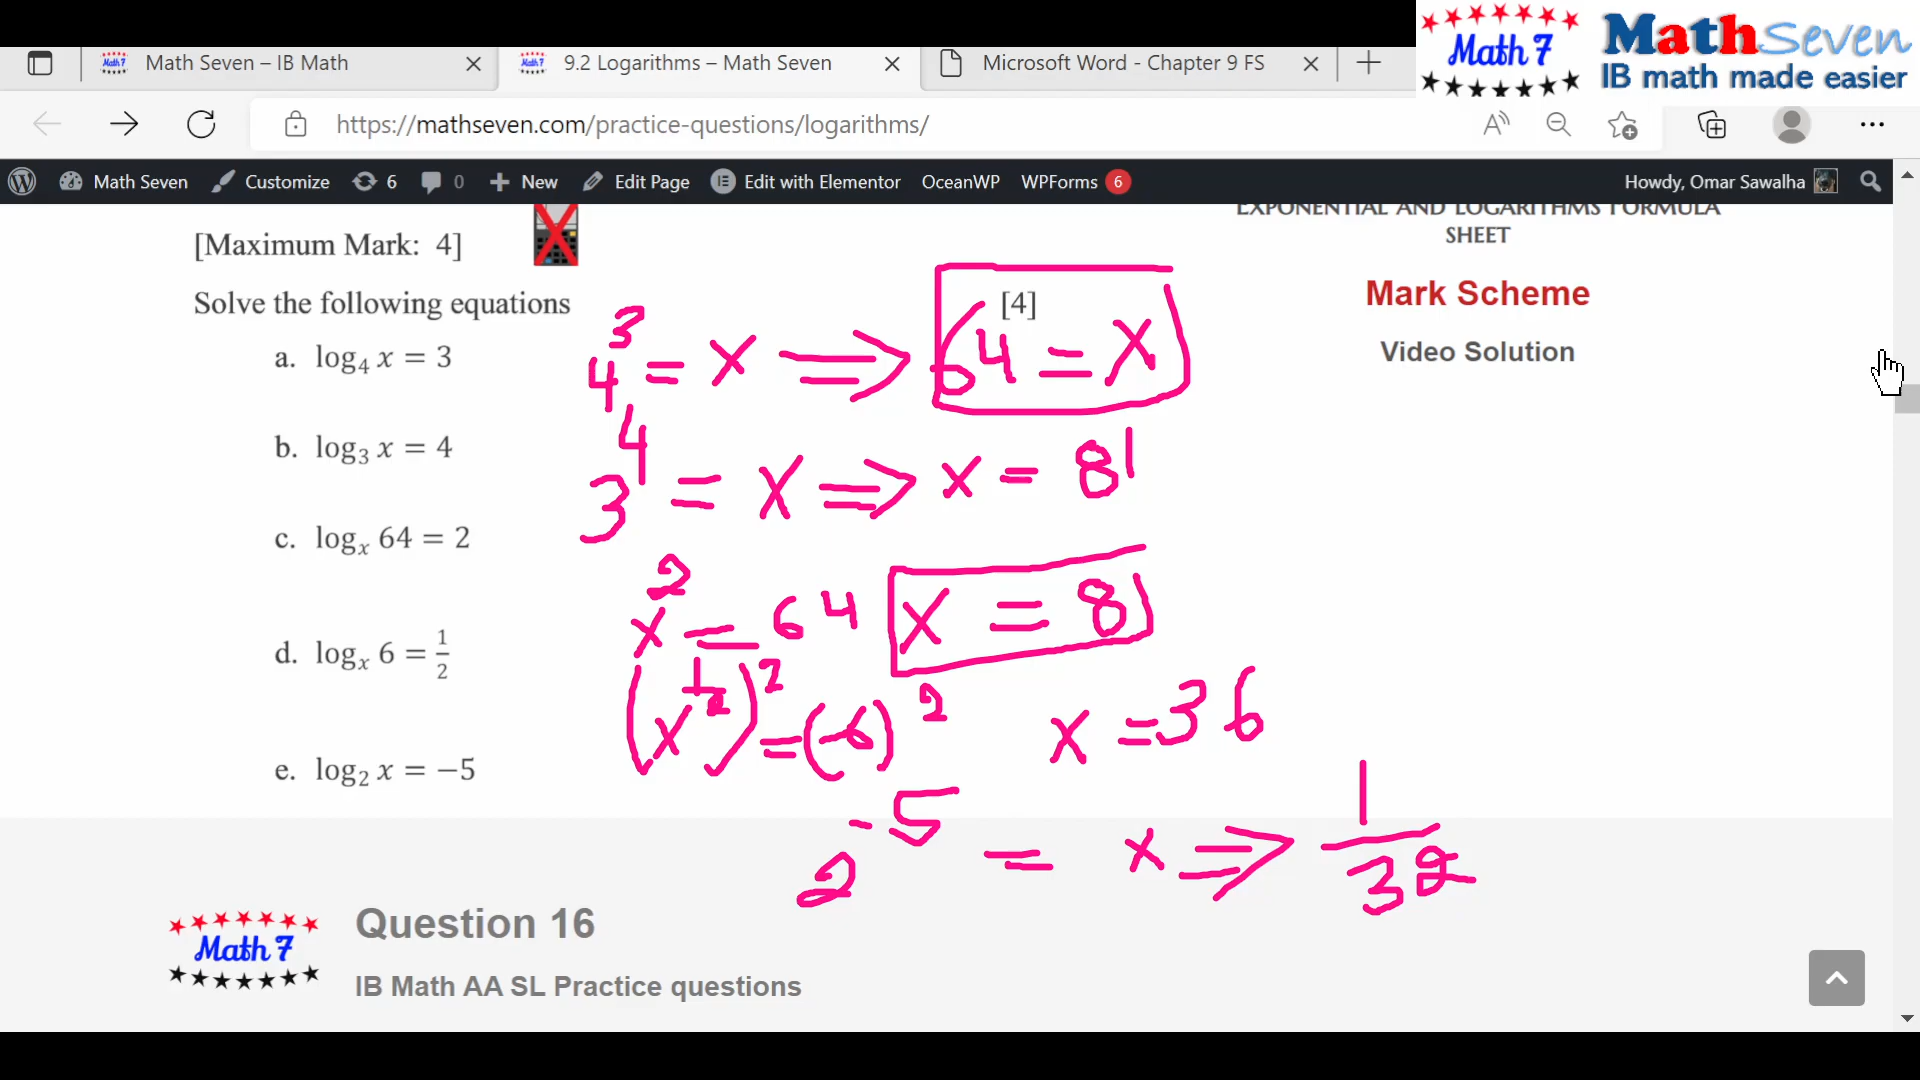 Math 7
MathSeven
IB math made easier
Math Seven – IB Math
9.2 Logarithms – Math Seven
Microsoft Word - Chapter 9 FS
https://mathseven.com/practice-questions/logarithms/
Math Seven Customize 6 0 New Edit Page Edit with Elementor OceanWP WPForms 6 Howdy, Omar Sawalha
EXPONENTIAL AND LOGARITHMS FORMULA
SHEET
Mark Scheme
Video Solution
[Maximum Mark: 4]
Solve the following equations [4]
a. log₄ x = 3
4³ = x ⟹ 64 = x
b. log₃ x = 4
3⁴ = x ⟹ x = 81
c. logₓ 64 = 2
x² = 64 x = 8
d. logₓ 6 = 1/2
(x^(1/2))² = (6)² x = 36
e. log₂ x = −5
2^-5 = x ⟹ 1/32
Math 7
Question 16
IB Math AA SL Practice questions